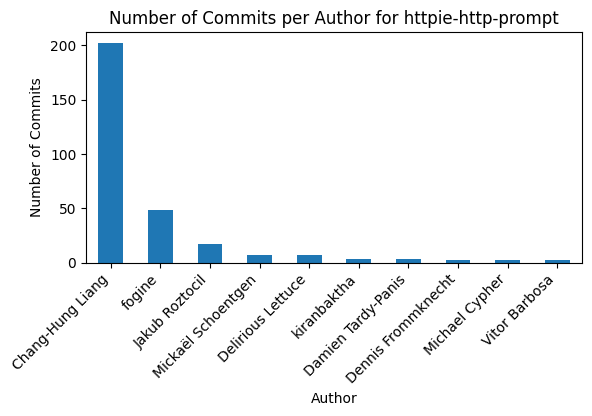 Number of Commits per Author for httpie-http-prompt
Number of Commits
200
150
100
50
0
Chang-Hung Liang
fogine
Jakub Roztocil
Mickaël Schoentgen
Delirious Lettuce
kiranbaktha
Damien Tardy-Panis
Dennis Frommknecht
Michael Cypher
Vitor Barbosa
Author